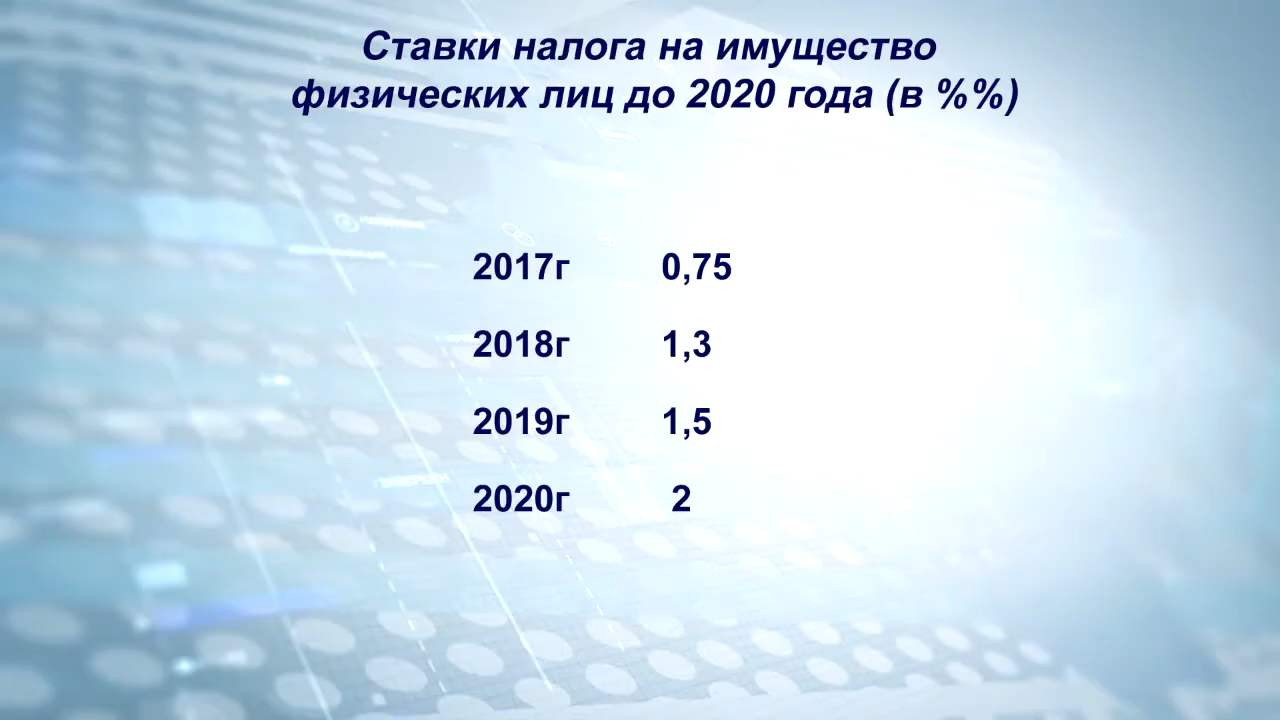 Ставки налога на имущество
физических лиц до 2020 года (в %%)
2017г 0,75
2018г 1,3
2019г 1,5
2020г 2